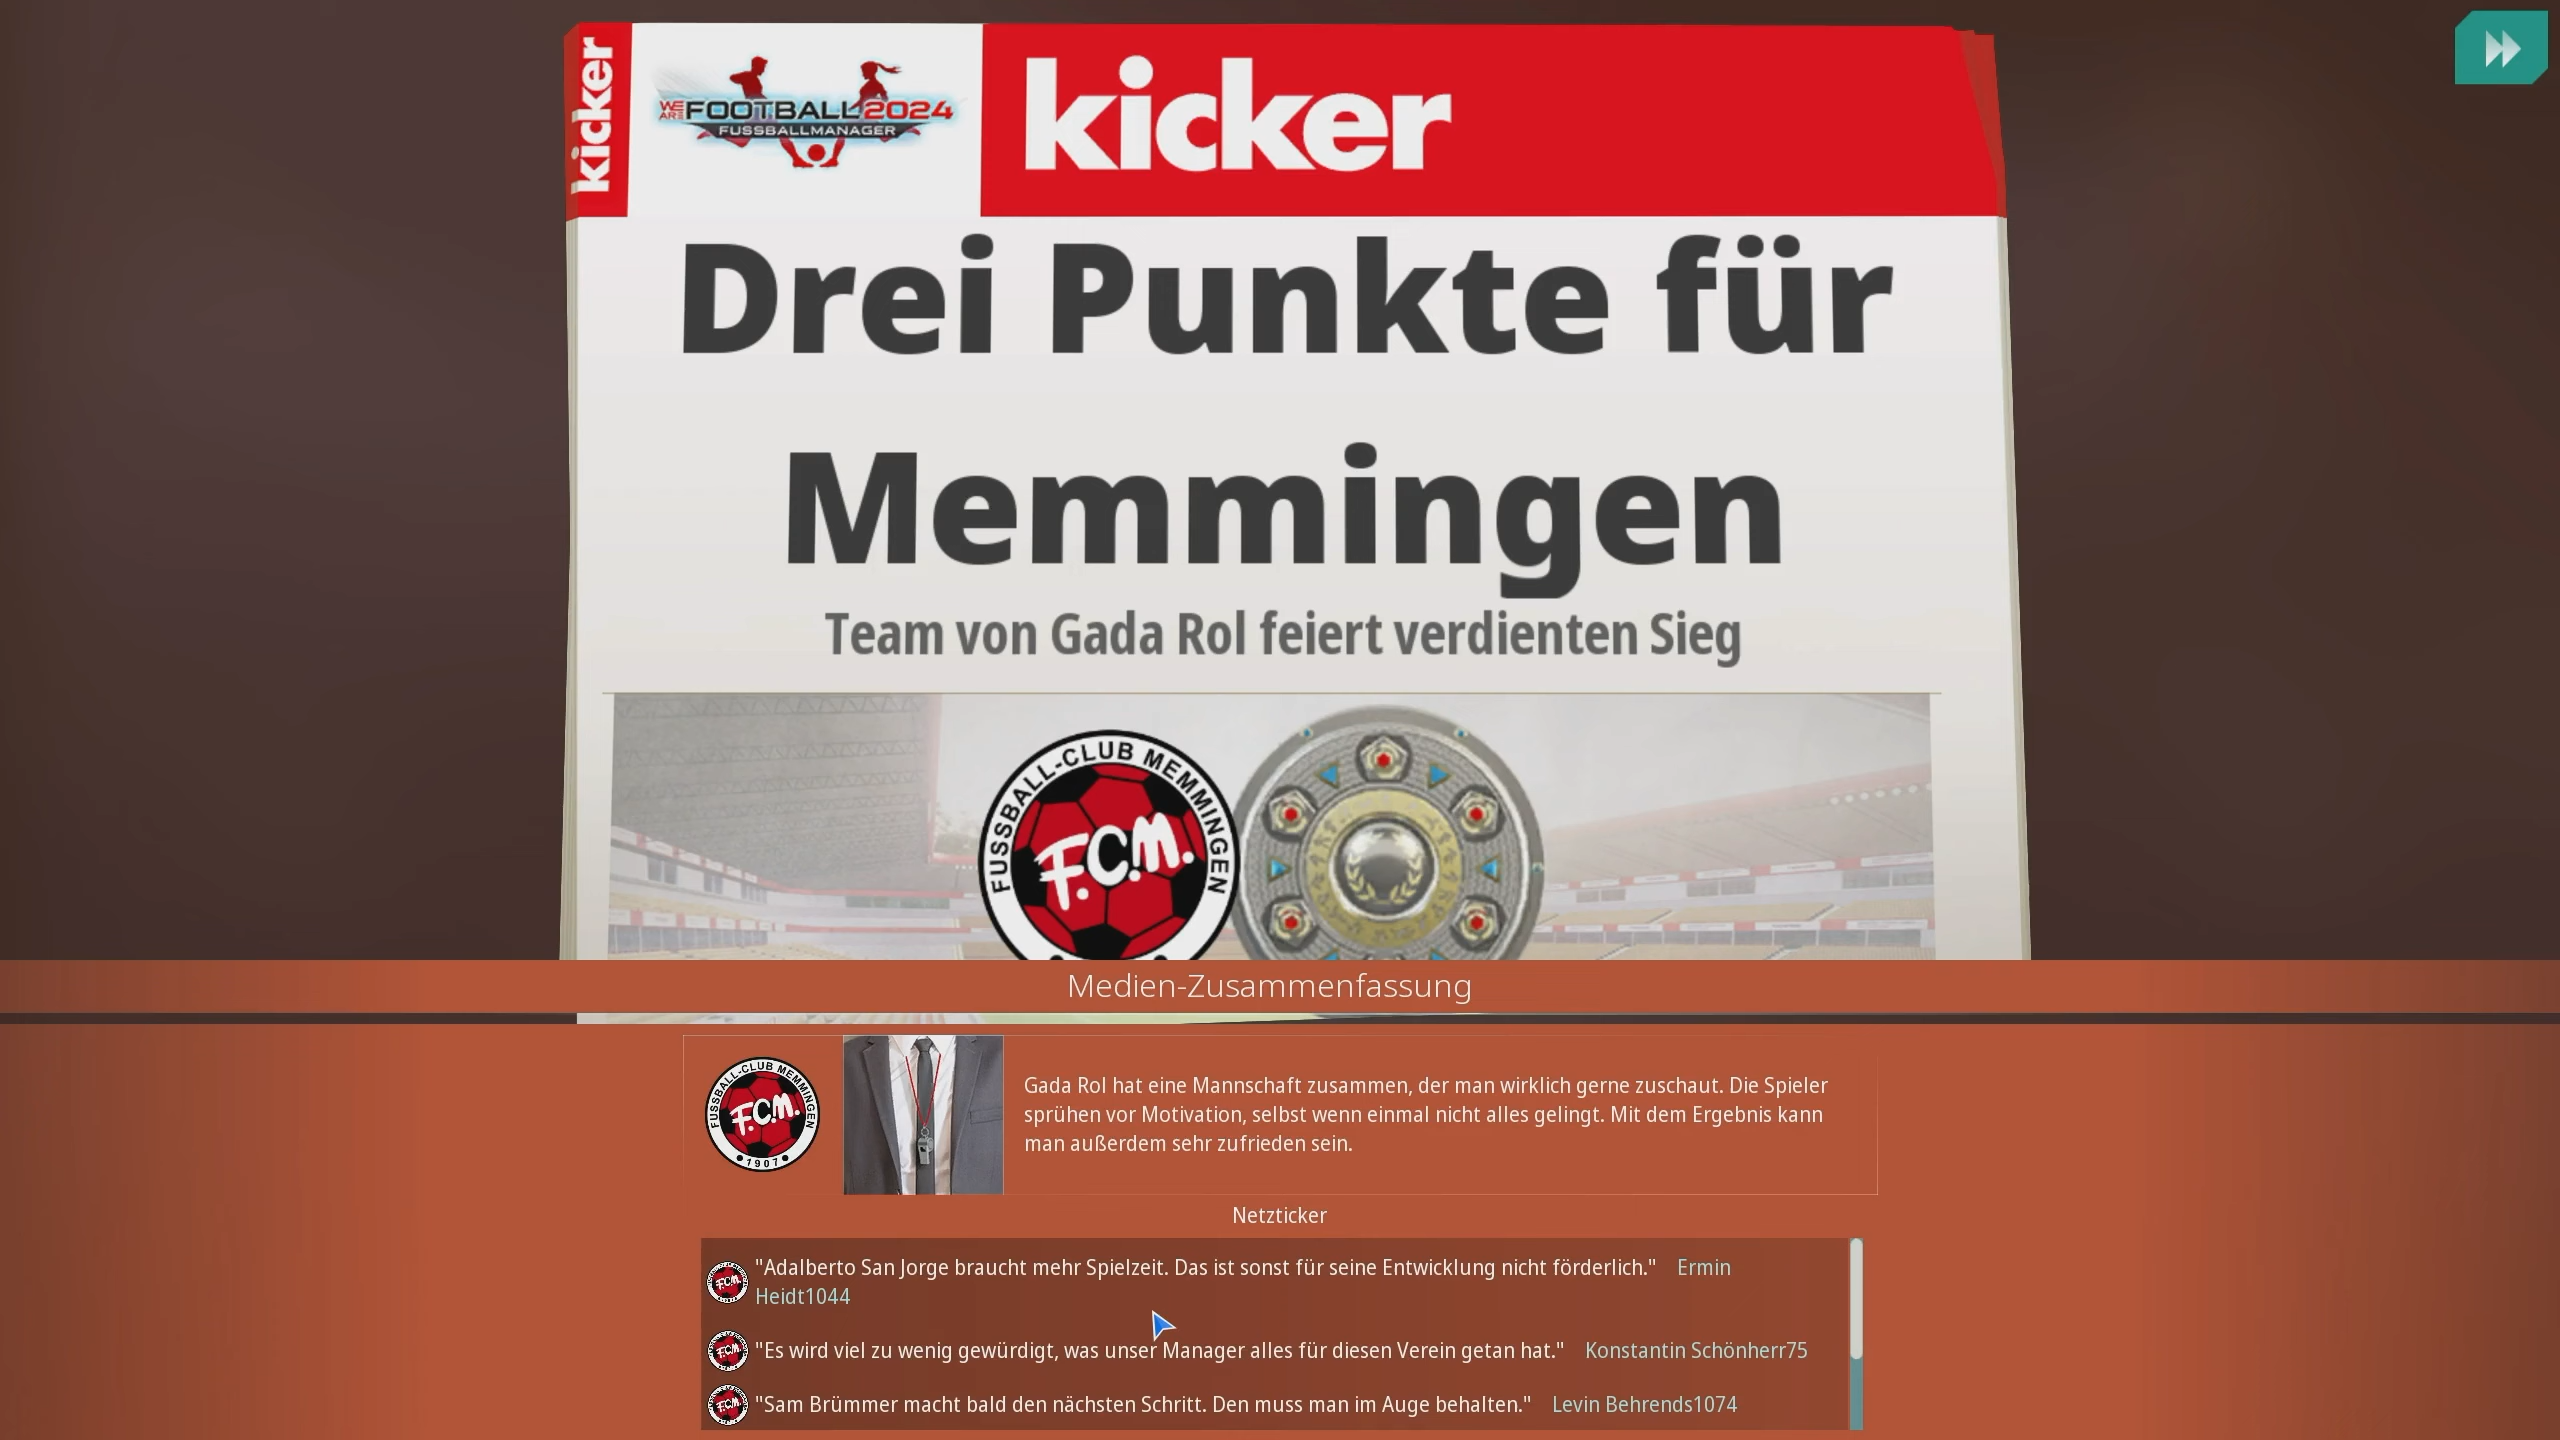 kicker
WE ARE FOOTBALL 2024
FUSSBALLMANAGER
kicker
Drei Punkte für
Memmingen
Team von Gada Rol feiert verdienten Sieg
FUSSBALL-CLUB MEMMINGEN
F.C.M.
Medien-Zusammenfassung
FUSSBALL-CLUB MEMMINGEN
F.C.M.
1907
Gada Rol hat eine Mannschaft zusammen, der man wirklich gerne zuschaut. Die Spieler
sprühen vor Motivation, selbst wenn einmal nicht alles gelingt. Mit dem Ergebnis kann
man außerdem sehr zufrieden sein.
Netzticker
"Adalberto San Jorge braucht mehr Spielzeit. Das ist sonst für seine Entwicklung nicht förderlich." Ermin
Heidt1044
"Es wird viel zu wenig gewürdigt, was unser Manager alles für diesen Verein getan hat." Konstantin Schönherr75
"Sam Brümmer macht bald den nächsten Schritt. Den muss man im Auge behalten." Levin Behrends1074